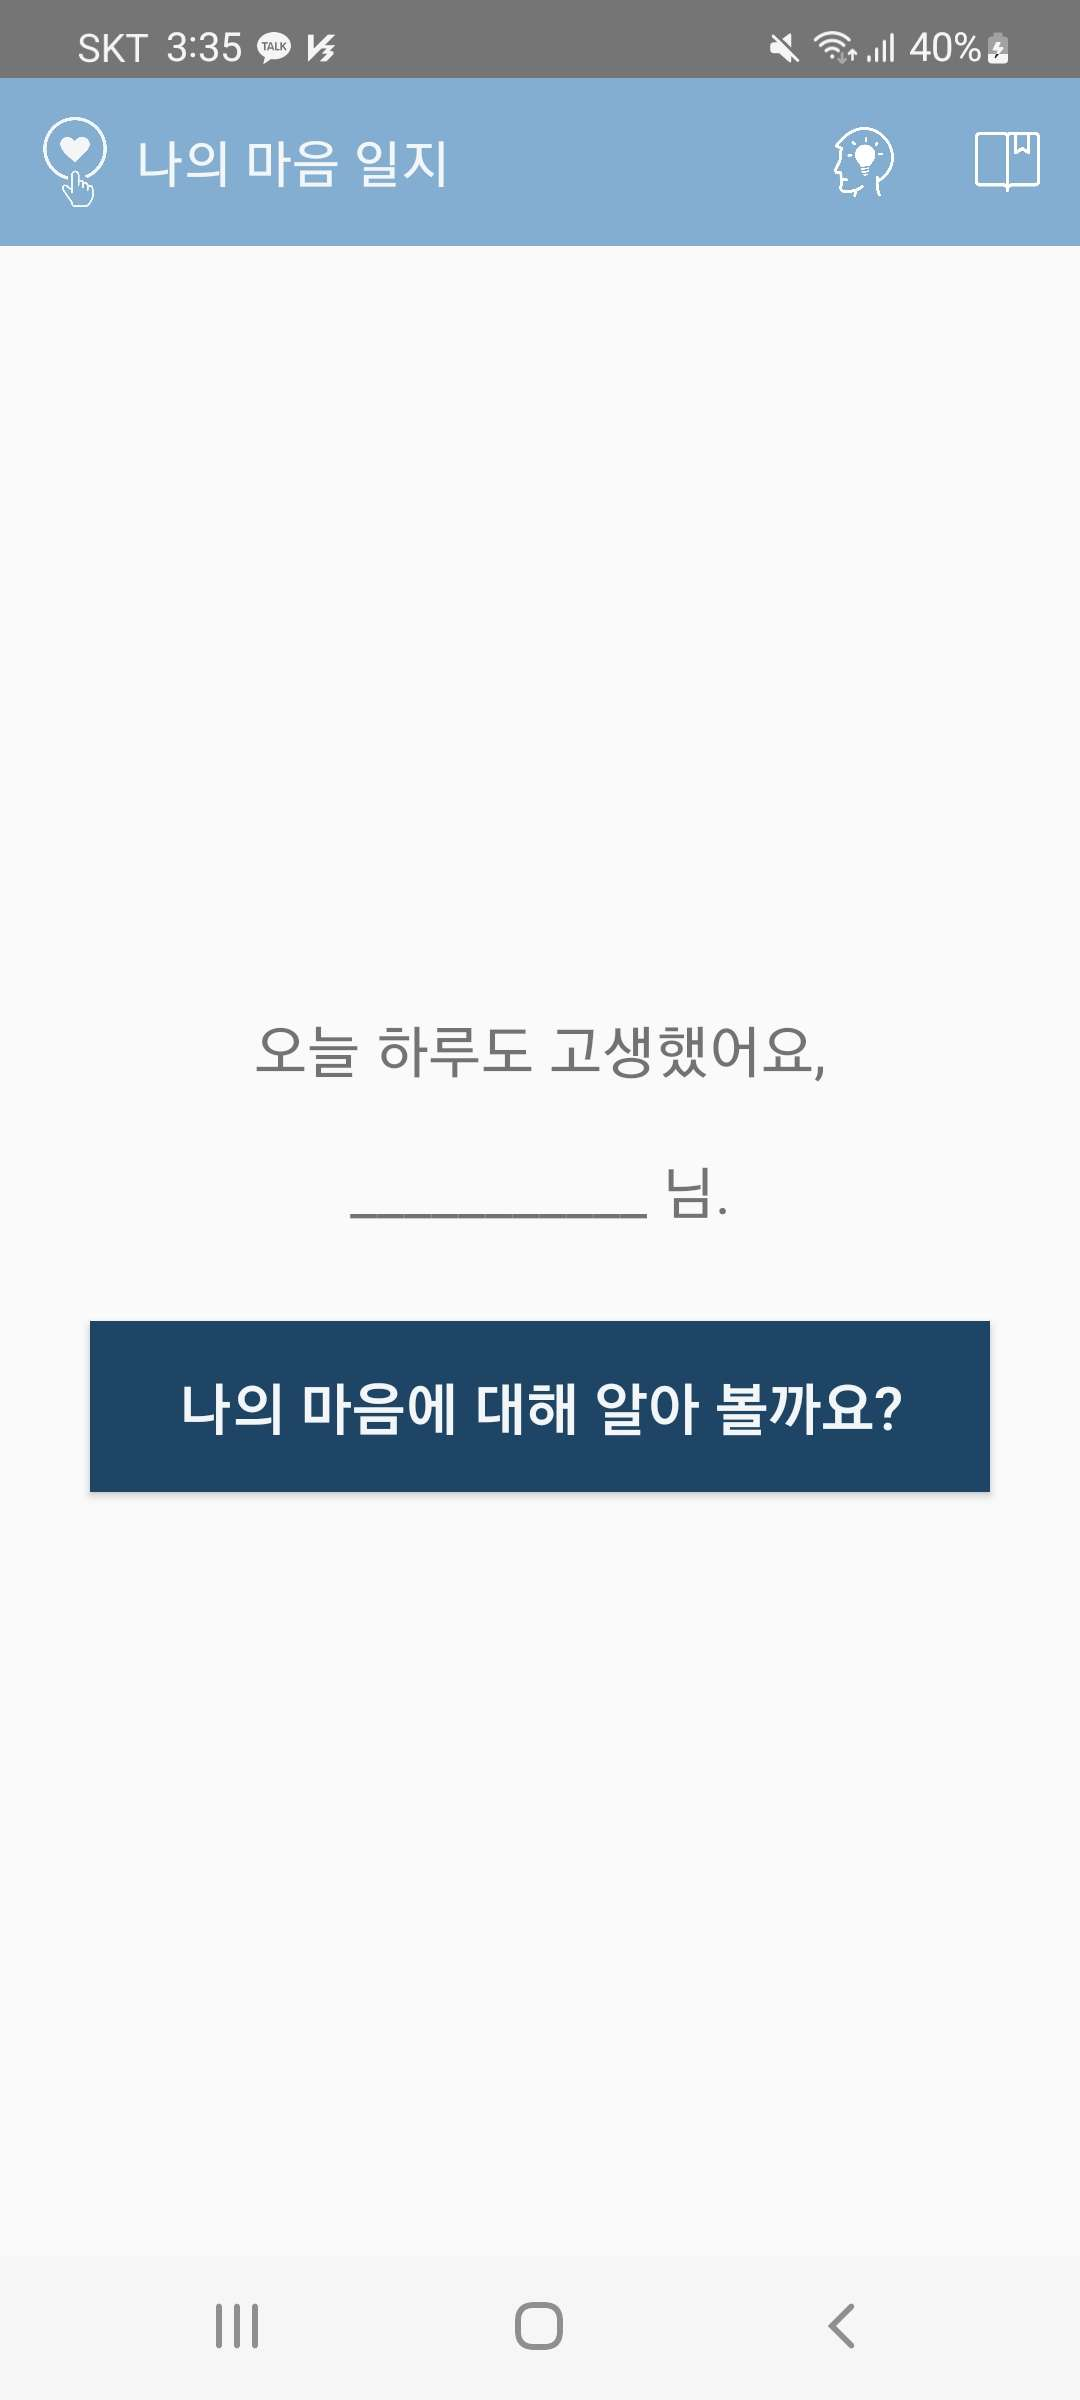 SKT 3:35 TALK 40%
나의 마음 일지
오늘 하루도 고생했어요,
___________ 님.
나의 마음에 대해 알아 볼까요?